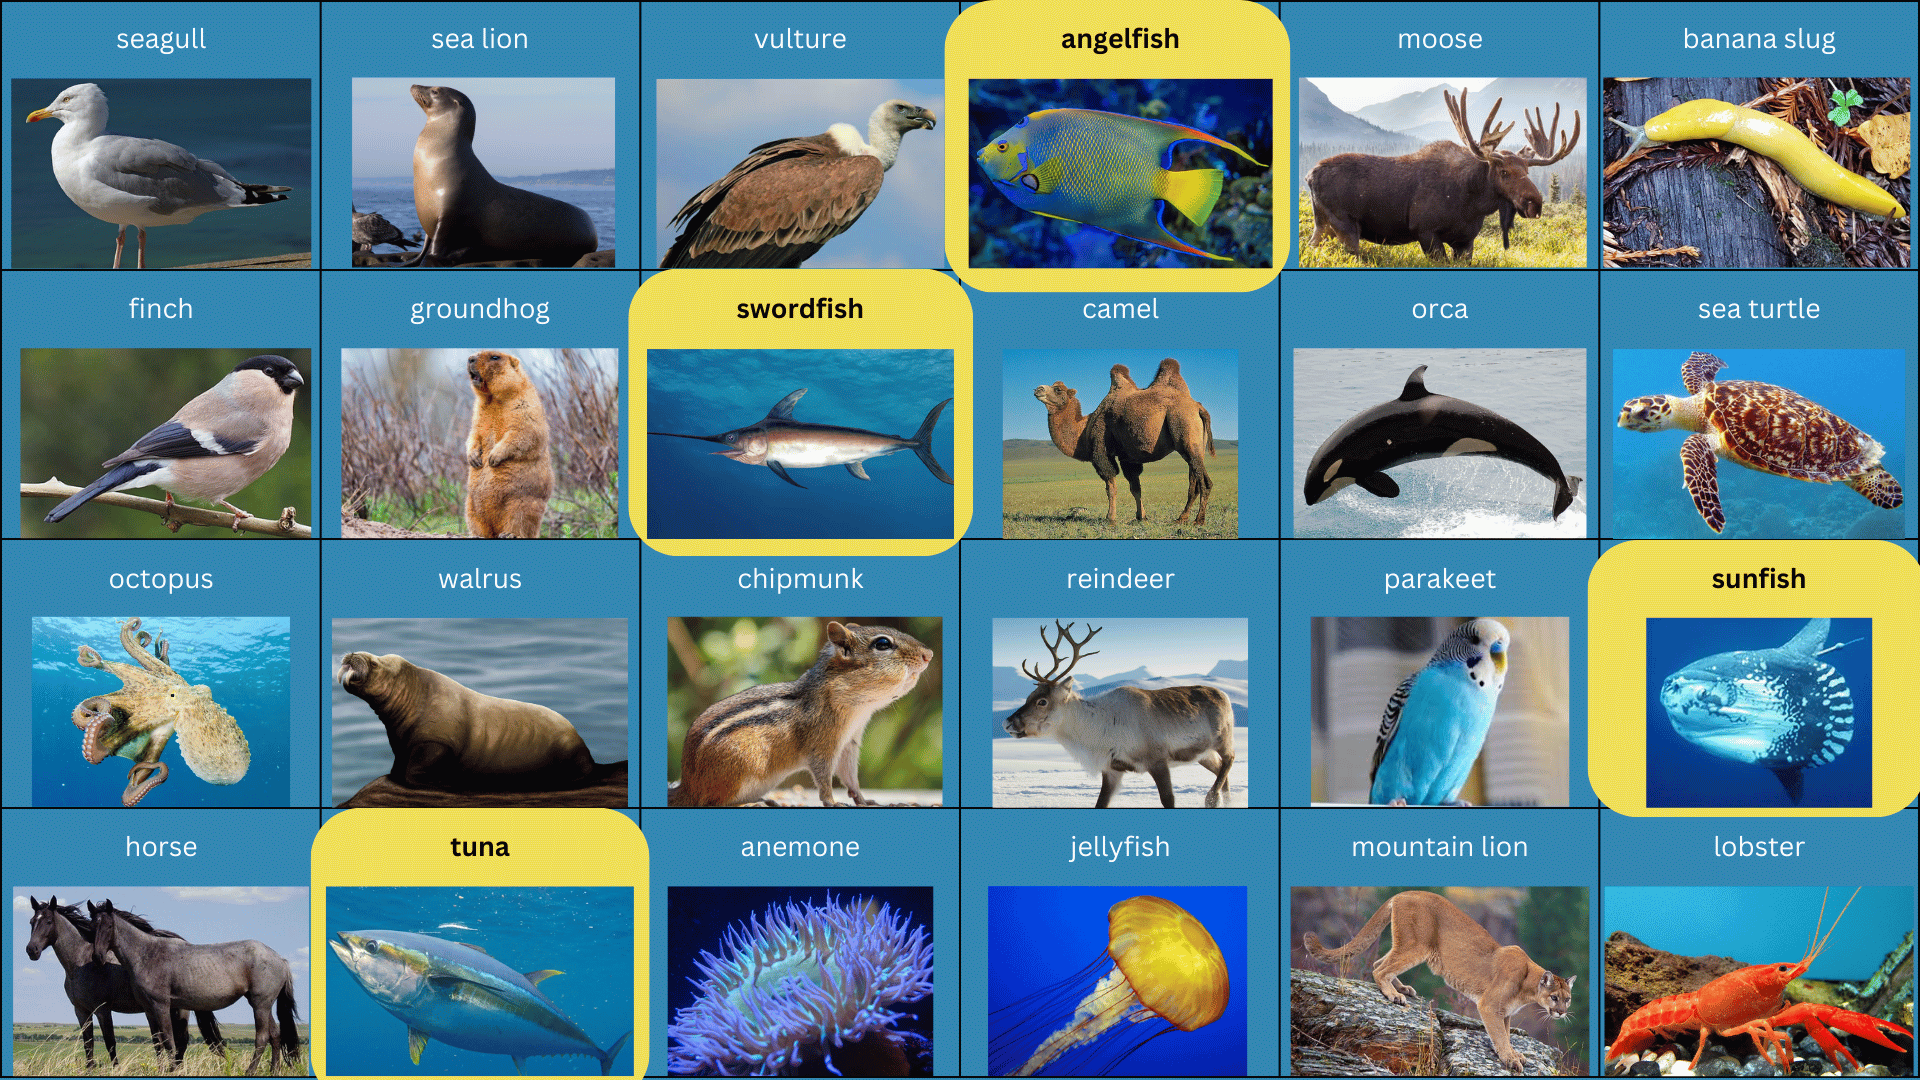 seagull
sea lion
vulture
angelfish
moose
banana slug
finch
groundhog
swordfish
camel
orca
sea turtle
octopus
walrus
chipmunk
reindeer
parakeet
sunfish
horse
tuna
anemone
jellyfish
mountain lion
lobster